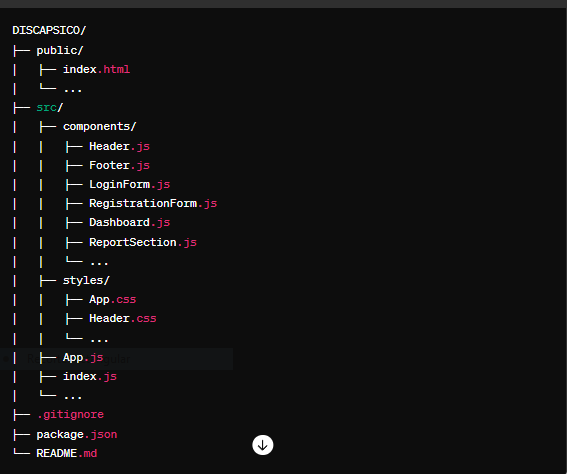 DISCAPSICO/
├── public/
│   ├── index.html
│   └── ...
├── src/
│   ├── components/
│   │   ├── Header.js
│   │   ├── Footer.js
│   │   ├── LoginForm.js
│   │   ├── RegistrationForm.js
│   │   ├── Dashboard.js
│   │   ├── ReportSection.js
│   │   └── ...
│   ├── styles/
│   │   ├── App.css
│   │   ├── Header.css
│   │   └── ...
│   ├── App.js
│   ├── index.js
│   └── ...
├── .gitignore
├── package.json
└── README.md